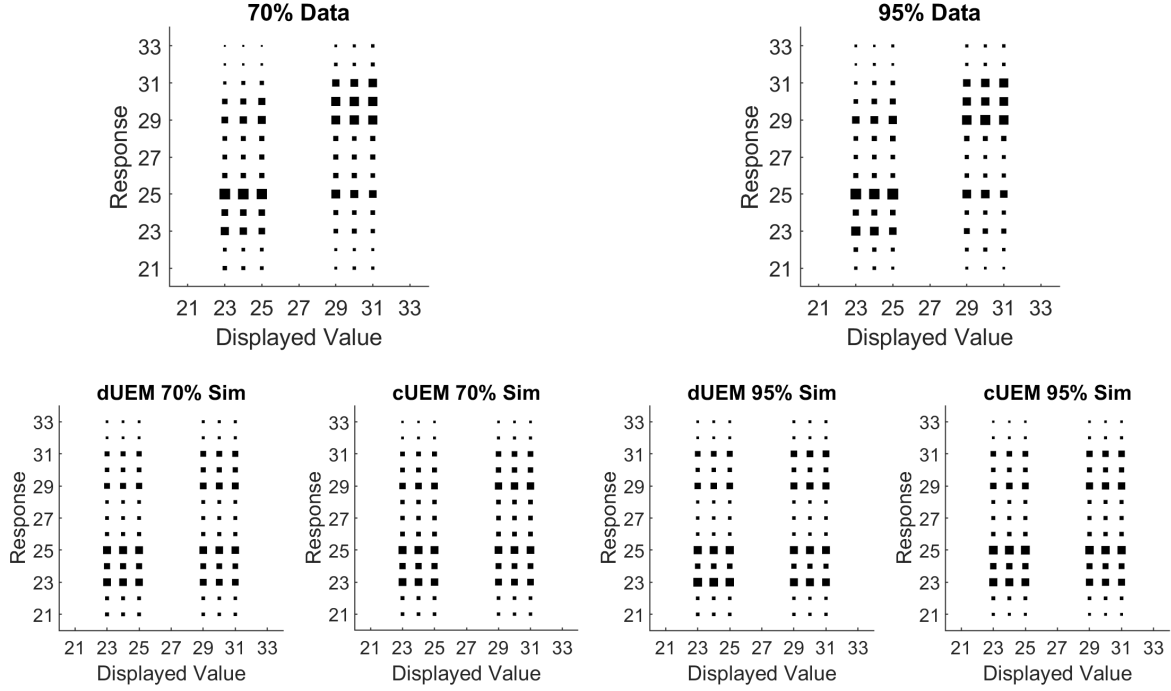 70% Data
33
31
29
27
25
23
21
Response
21 23 25 27 29 31 33
Displayed Value
95% Data
33
31
29
27
25
23
21
Response
21 23 25 27 29 31 33
Displayed Value
dUEM 70% Sim
33
31
29
27
25
23
21
Response
21 23 25 27 29 31 33
Displayed Value
cUEM 70% Sim
33
31
29
27
25
23
21
Response
21 23 25 27 29 31 33
Displayed Value
dUEM 95% Sim
33
31
29
27
25
23
21
Response
21 23 25 27 29 31 33
Displayed Value
cUEM 95% Sim
33
31
29
27
25
23
21
Response
21 23 25 27 29 31 33
Displayed Value